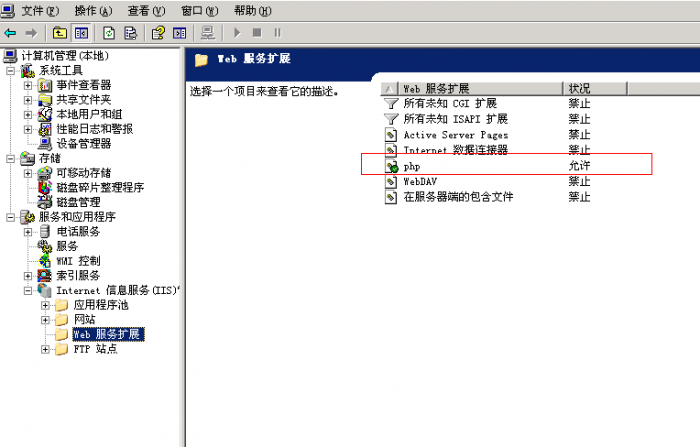 文件(F) 操作(A) 查看(V) 窗口(W) 帮助(H)
计算机管理(本地)
系统工具
事件查看器
共享文件夹
本地用户和组
性能日志和警报
设备管理器
存储
可移动存储
磁盘碎片整理程序
磁盘管理
服务和应用程序
电话服务
服务
WMI 控制
索引服务
Internet 信息服务(IIS)
应用程序池
网站
Web 服务扩展
FTP 站点
Web 服务扩展
选择一个项目来查看它的描述。
Web 服务扩展 状况
所有未知 CGI 扩展 禁止
所有未知 ISAPI 扩展 禁止
Active Server Pages 禁止
Internet 数据连接器 禁止
php 允许
WebDAV 禁止
在服务器端的包含文件 禁止